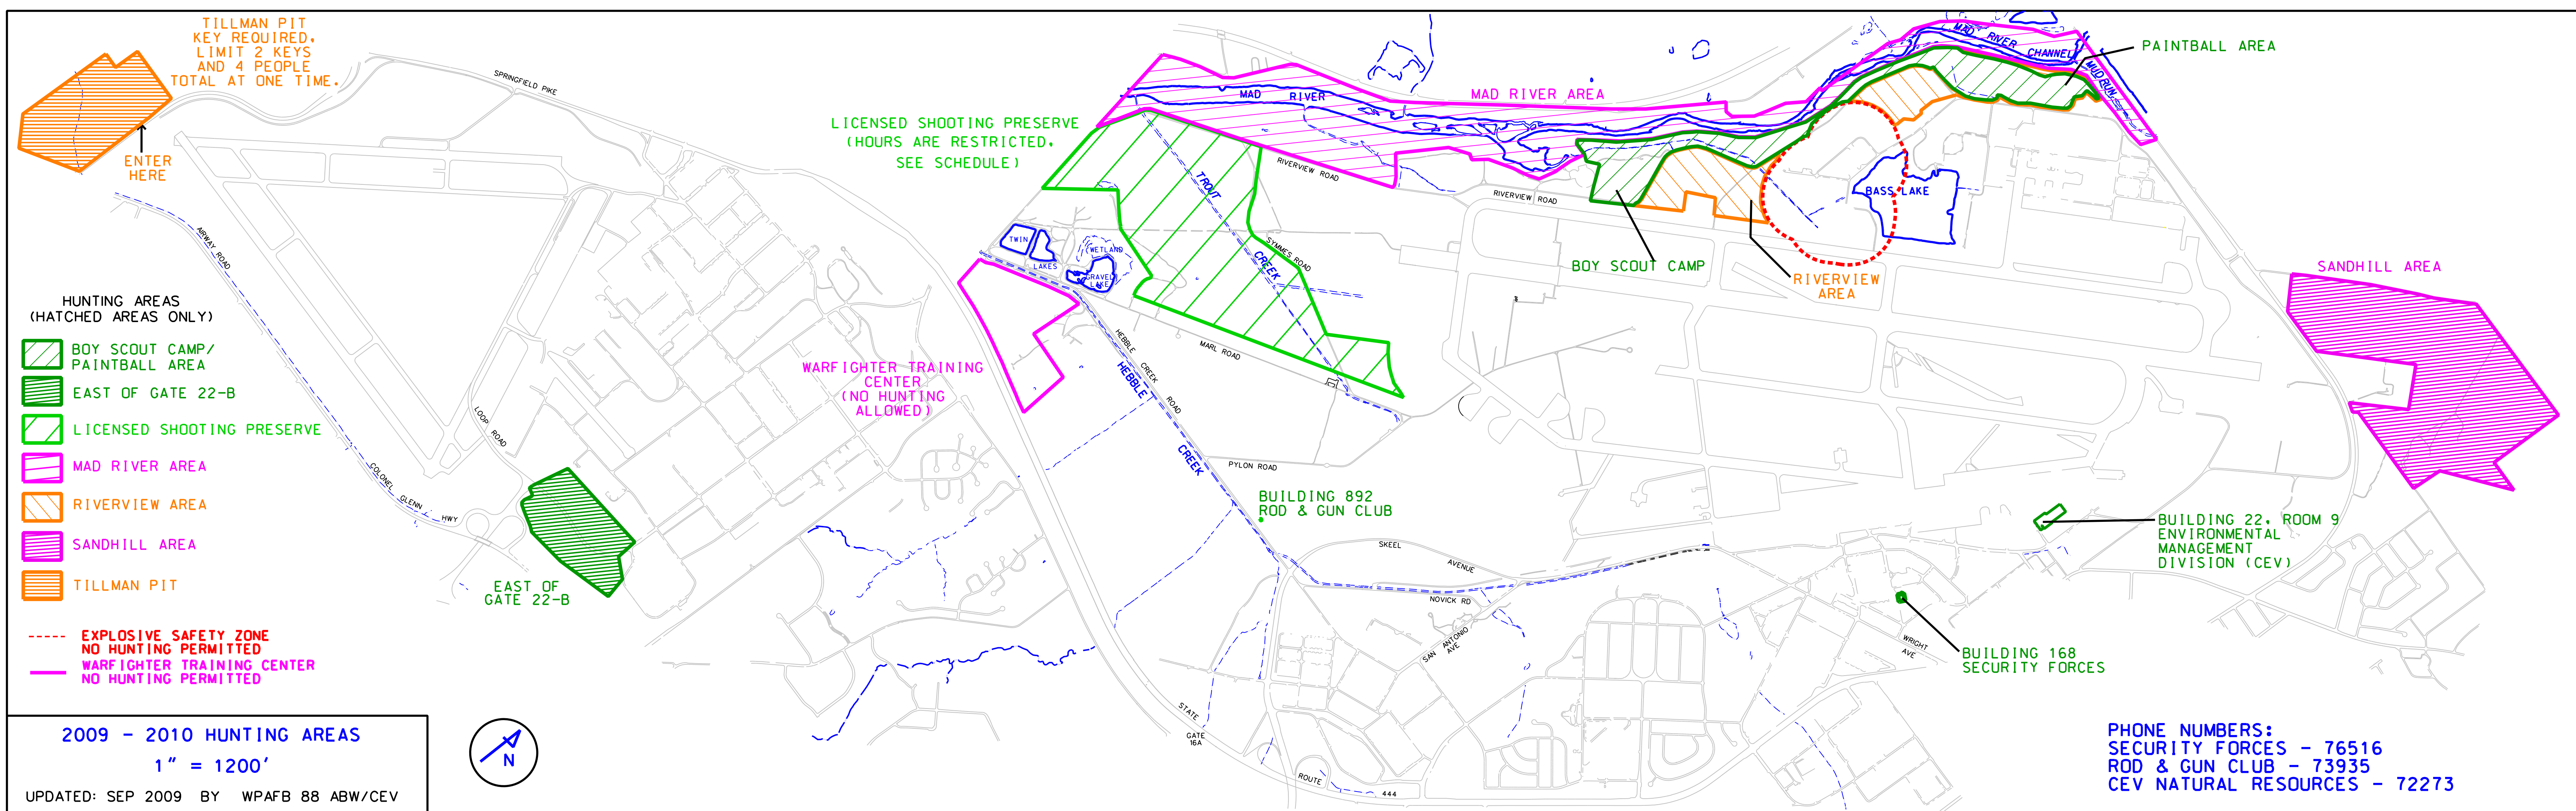 TILLMAN PIT
KEY REQUIRED.
LIMIT 2 KEYS
AND 4 PEOPLE
TOTAL AT ONE TIME.
ENTER
HERE
SPRINGFIELD PIKE
AIRWAY ROAD
COLONEL GLENN HWY
LOOP ROAD
HUNTING AREAS
(HATCHED AREAS ONLY)
BOY SCOUT CAMP/
PAINTBALL AREA
EAST OF GATE 22-B
LICENSED SHOOTING PRESERVE
MAD RIVER AREA
RIVERVIEW AREA
SANDHILL AREA
TILLMAN PIT
EXPLOSIVE SAFETY ZONE
NO HUNTING PERMITTED
WARFIGHTER TRAINING CENTER
NO HUNTING PERMITTED
EAST OF
GATE 22-B
2009 - 2010 HUNTING AREAS
1" = 1200'
UPDATED: SEP 2009 BY WPAFB 88 ABW/CEV
N
LICENSED SHOOTING PRESERVE
(HOURS ARE RESTRICTED.
SEE SCHEDULE)
MAD RIVER
MAD RIVER AREA
RIVERVIEW ROAD
RIVERVIEW ROAD
TROUT
CREEK
SYMMES ROAD
TWIN
LAKES
WETLAND
GRAVEL
LAKE
MARL ROAD
WARFIGHTER TRAINING
CENTER
(NO HUNTING
ALLOWED)
HEBBLE CREEK ROAD
HEBBLE
CREEK
PYLON ROAD
BUILDING 892
ROD & GUN CLUB
SKEEL
AVENUE
NOVICK RD
SAN ANTONIO
AVE
STATE
GATE
16A
ROUTE
444
MAD RIVER CHANNEL
MUD RUN
PAINTBALL AREA
BASS LAKE
BOY SCOUT CAMP
RIVERVIEW
AREA
SANDHILL AREA
BUILDING 22, ROOM 9
ENVIRONMENTAL
MANAGEMENT
DIVISION (CEV)
WRIGHT
AVE
BUILDING 168
SECURITY FORCES
PHONE NUMBERS:
SECURITY FORCES - 76516
ROD & GUN CLUB - 73935
CEV NATURAL RESOURCES - 72273